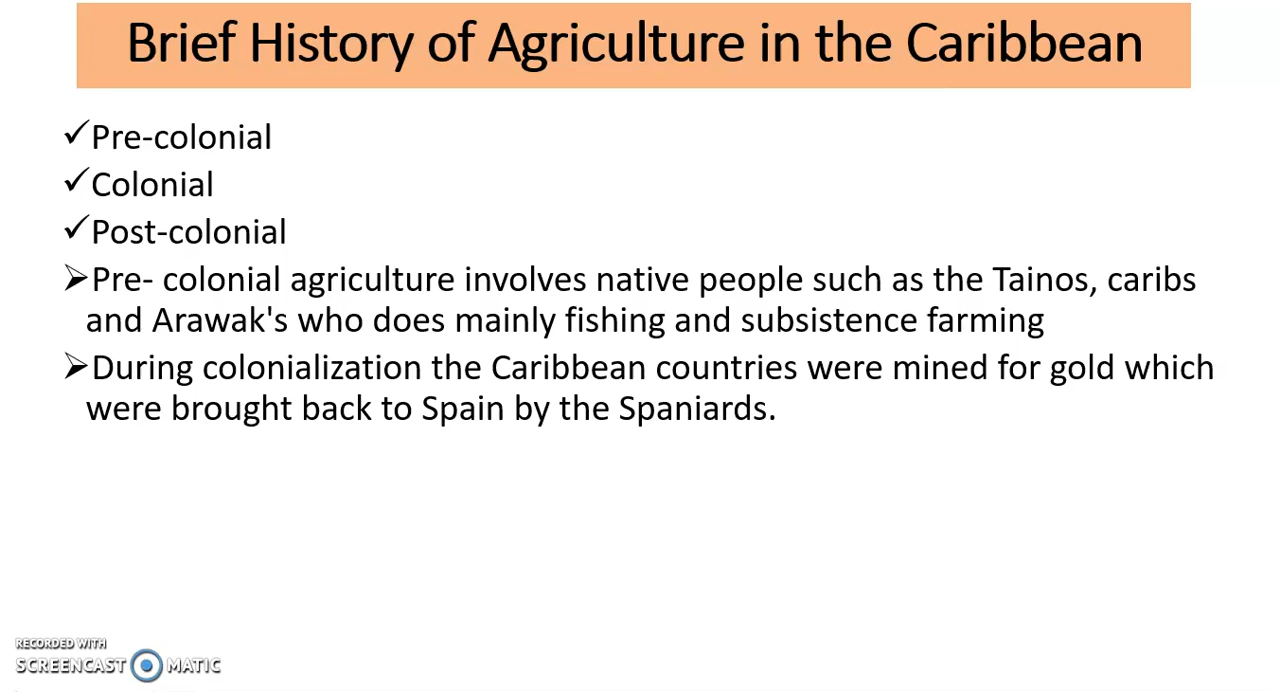 Brief History of Agriculture in the Caribbean
✓Pre-colonial
✓Colonial
✓Post-colonial
➢Pre- colonial agriculture involves native people such as the Tainos, caribs
and Arawak's who does mainly fishing and subsistence farming
➢During colonialization the Caribbean countries were mined for gold which
were brought back to Spain by the Spaniards.
RECORDED WITH
SCREENCAST MATIC